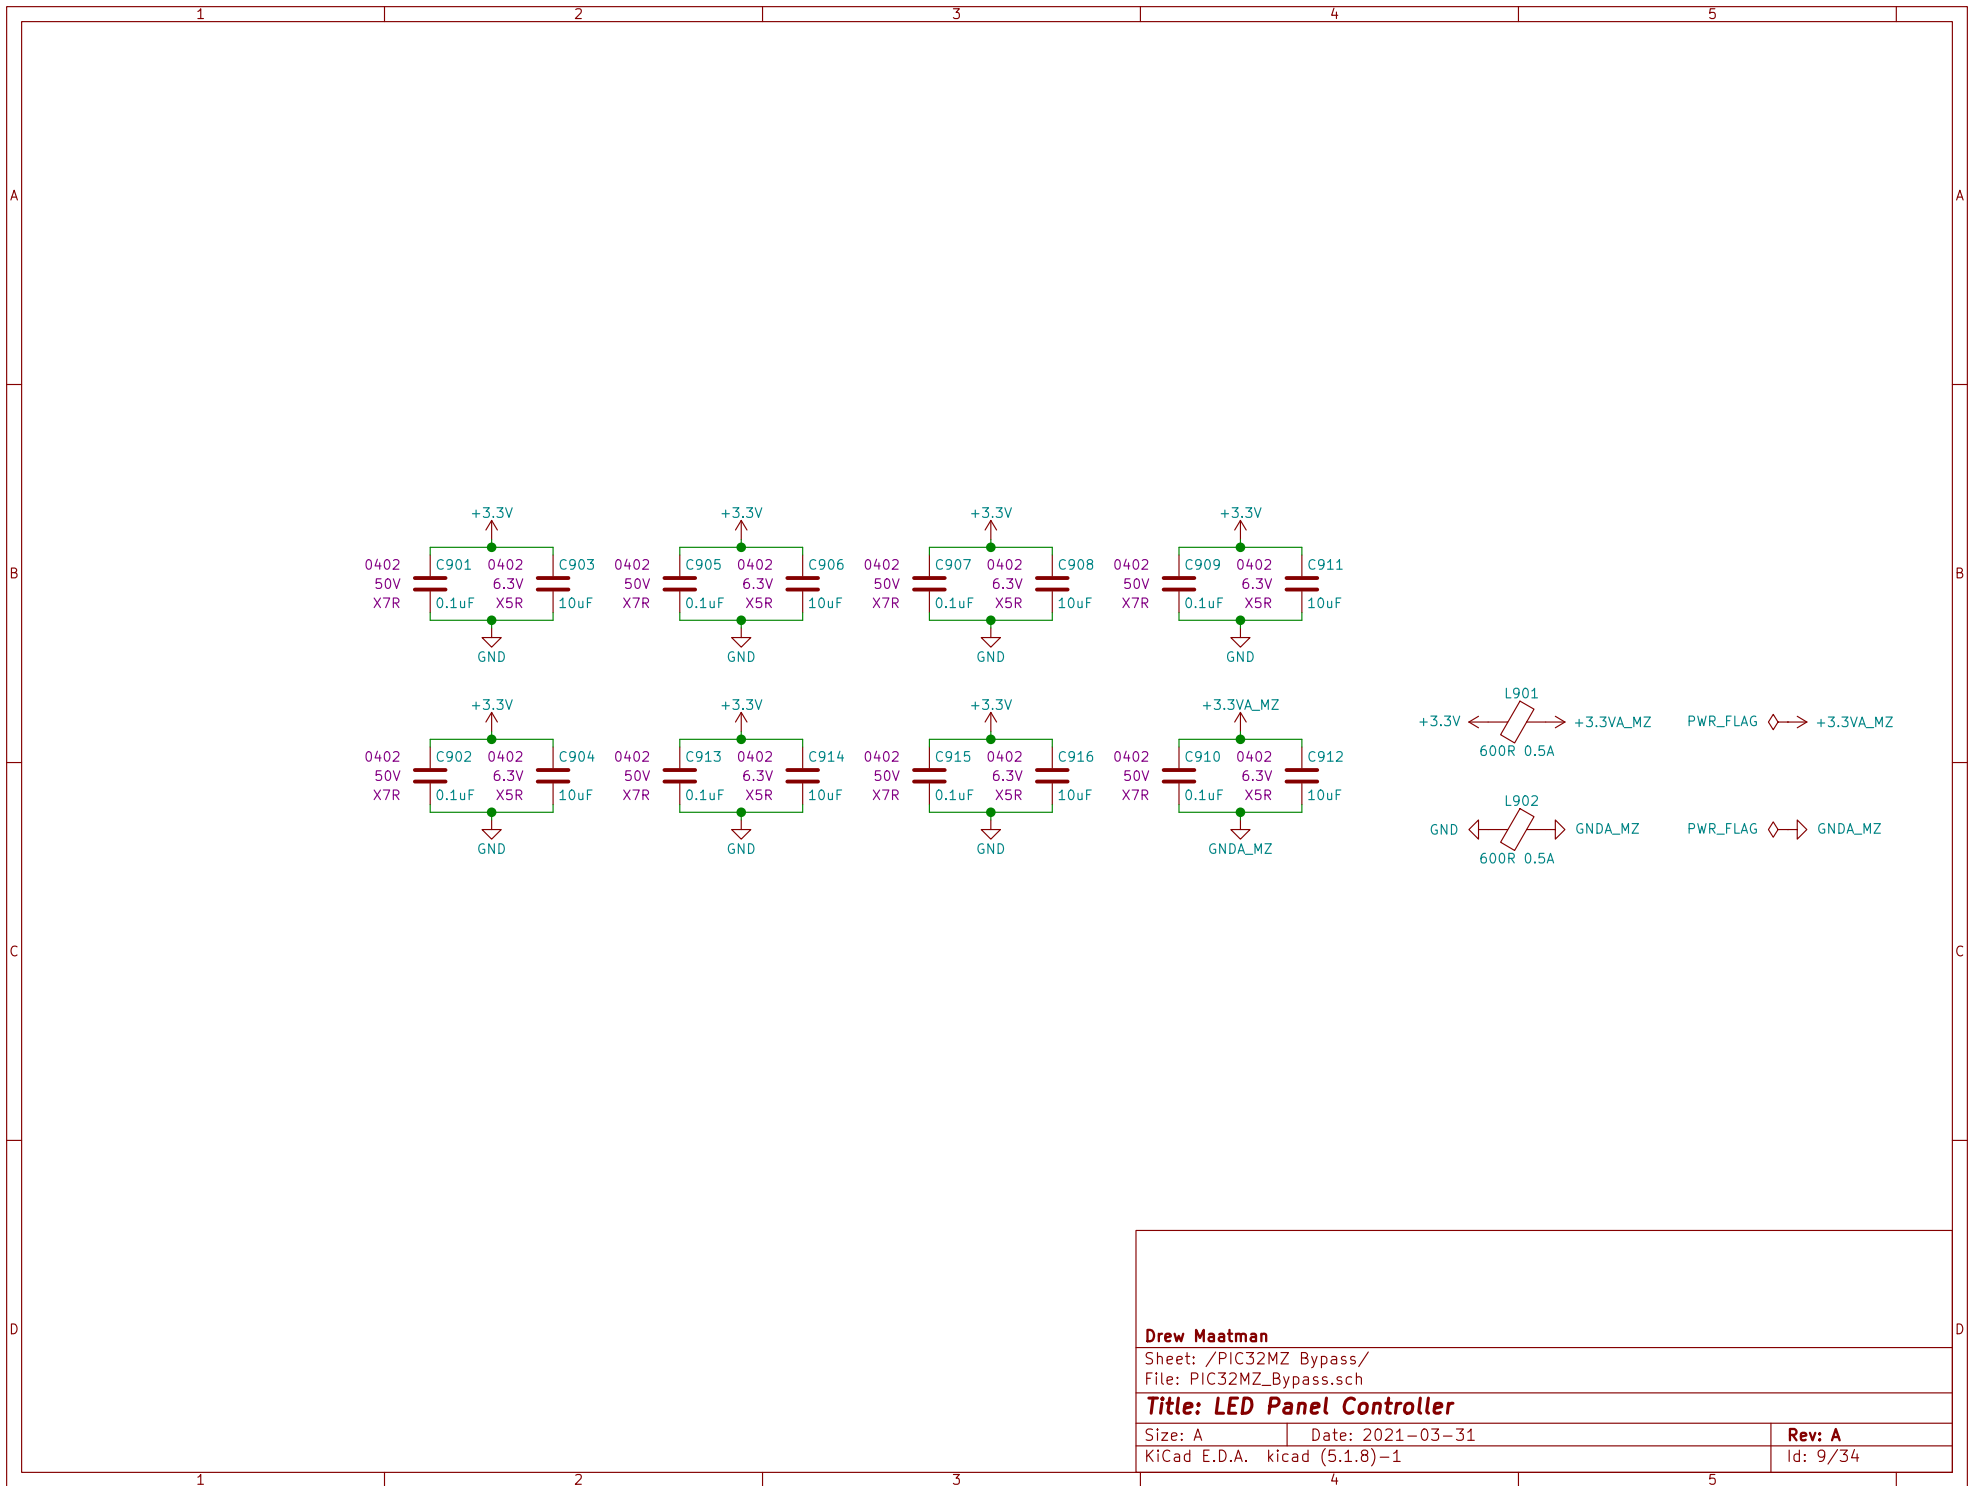 1 2 3 4 5
A A
+3.3V +3.3V +3.3V +3.3V
0402 C901 0402 C903 0402 C905 0402 C906 0402 C907 0402 C908 0402 C909 0402 C911
B B
50V 6.3V 50V 6.3V 50V 6.3V 50V 6.3V
X7R 0.1uF X5R 10uF X7R 0.1uF X5R 10uF X7R 0.1uF X5R 10uF X7R 0.1uF X5R 10uF
GND GND GND GND
L901
+3.3V +3.3V +3.3V +3.3VA_MZ
+3.3V +3.3VA_MZ PWR_FLAG +3.3VA_MZ
600R 0.5A
0402 C902 0402 C904 0402 C913 0402 C914 0402 C915 0402 C916 0402 C910 0402 C912
50V 6.3V 50V 6.3V 50V 6.3V 50V 6.3V
X7R 0.1uF X5R 10uF X7R 0.1uF X5R 10uF X7R 0.1uF X5R 10uF X7R 0.1uF X5R 10uF
L902
GND GNDA_MZ PWR_FLAG GNDA_MZ
GND GND GND GNDA_MZ
600R 0.5A
C C
D D
Drew Maatman
Sheet: /PIC32MZ Bypass/
File: PIC32MZ_Bypass.sch
Title: LED Panel Controller
Size: A Date: 2021-03-31 Rev: A
KiCad E.D.A. kicad (5.1.8)-1 Id: 9/34
1 2 3 4 5